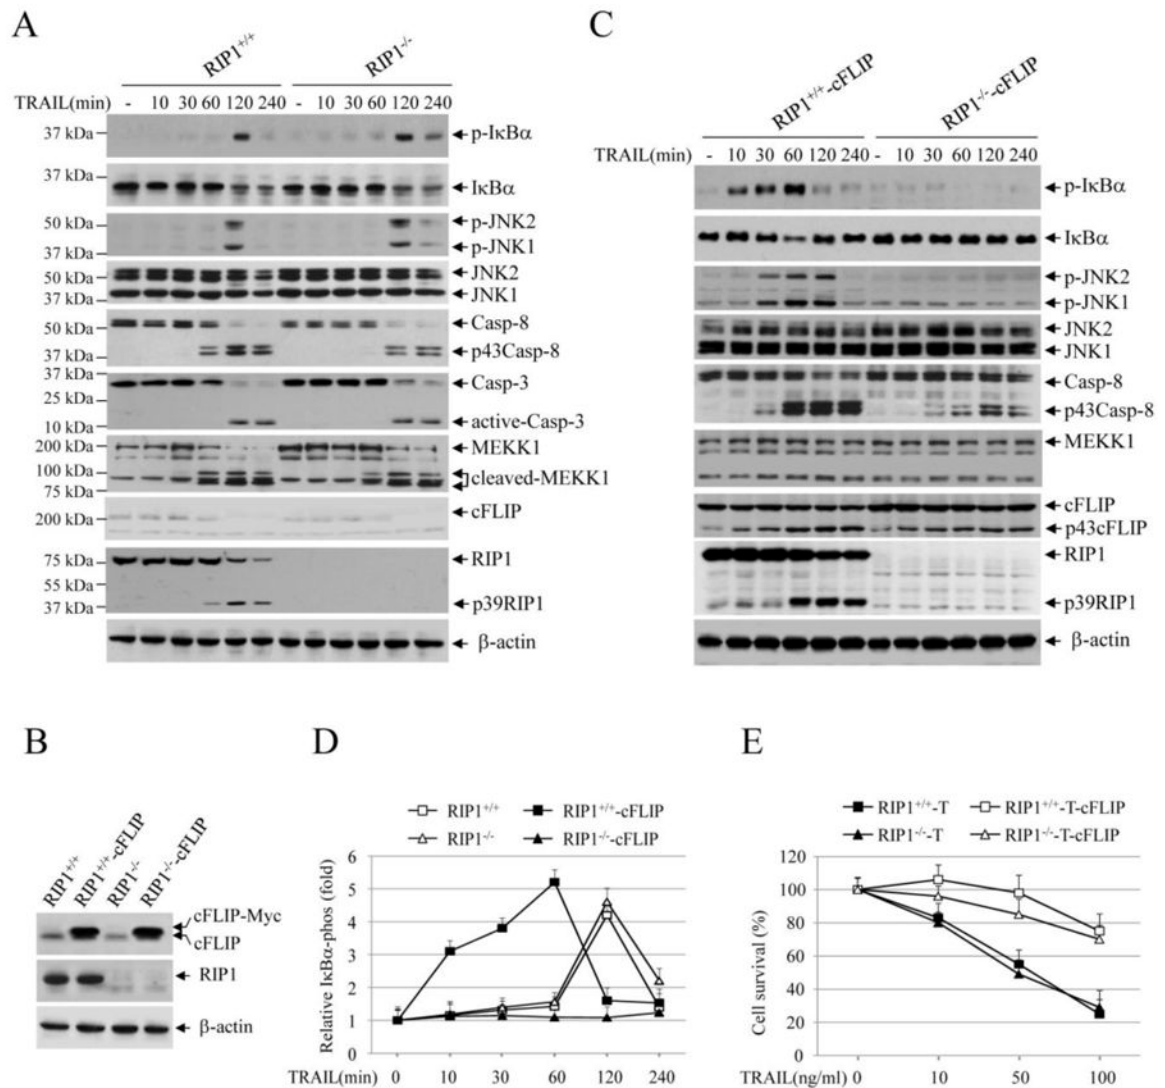 A
RIP1+/+ RIP1-/-
TRAIL(min) - 10 30 60 120 240 - 10 30 60 120 240
37 kDa p-IκBα
37 kDa IκBα
50 kDa p-JNK2
37 kDa p-JNK1
50 kDa JNK2
37 kDa JNK1
50 kDa Casp-8
37 kDa p43Casp-8
37 kDa Casp-3
25 kDa
10 kDa active-Casp-3
200 kDa MEKK1
100 kDa cleaved-MEKK1
75 kDa
200 kDa cFLIP
75 kDa RIP1
55 kDa
37 kDa p39RIP1
β-actin
C
RIP1+/+-cFLIP RIP1-/--cFLIP
TRAIL(min) - 10 30 60 120 240 - 10 30 60 120 240
p-IκBα
IκBα
p-JNK2
p-JNK1
JNK2
JNK1
Casp-8
p43Casp-8
MEKK1
cFLIP
p43cFLIP
RIP1
p39RIP1
β-actin
B
RIP1+/+ RIP1+/+-cFLIP RIP1-/- RIP1-/--cFLIP
cFLIP-Myc
cFLIP
RIP1
β-actin
D
RIP1+/+ RIP1+/+-cFLIP
RIP1-/- RIP1-/--cFLIP
Relative IκBα-phos (fold)
6
5
4
3
2
1
0
TRAIL(min) 0 10 30 60 120 240
E
RIP1+/+-T RIP1+/+-T-cFLIP
RIP1-/--T RIP1-/--T-cFLIP
Cell survival (%)
120
100
80
60
40
20
0
TRAIL(ng/ml) 0 10 50 100